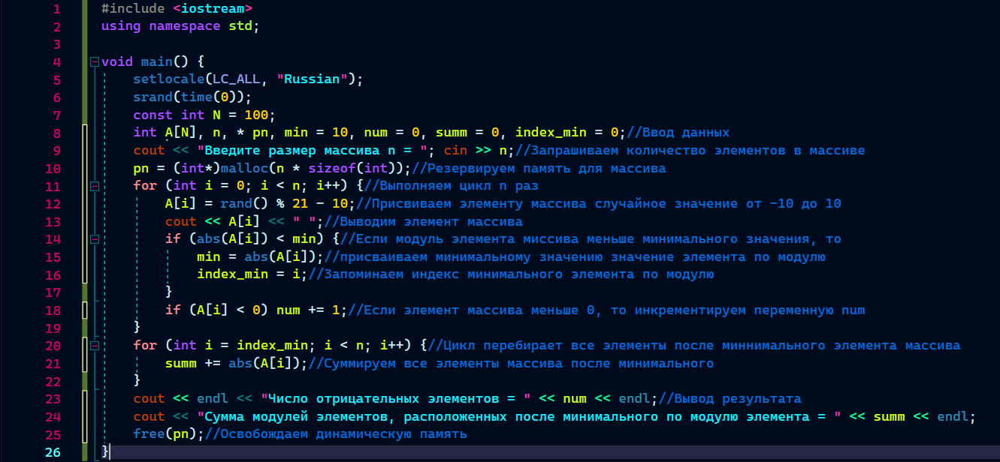 1 #include <iostream>
2 using namespace std;
3
4 void main() {
5 setlocale(LC_ALL, "Russian");
6 srand(time(0));
7 const int N = 100;
8 int A[N], n, * pn, min = 10, num = 0, summ = 0, index_min = 0;//Ввод данных
9 cout << "Введите размер массива n = "; cin >> n;//Запрашиваем количество элементов в массиве
10 pn = (int*)malloc(n * sizeof(int));//Резервируем память для массива
11 for (int i = 0; i < n; i++) {//Выполняем цикл n раз
12 A[i] = rand() % 21 - 10;//Присвиваем элементу массива случайное значение от -10 до 10
13 cout << A[i] << " ";//Выводим элемент массива
14 if (abs(A[i]) < min) {//Если модуль элемента миссива меньше минимального значения, то
15 min = abs(A[i]);//присваиваем минимальному значению значение элемента по модулю
16 index_min = i;//Запоминаем индекс минимального элемента по модулю
17 }
18 if (A[i] < 0) num += 1;//Если элемент массива меньше 0, то инкрементируем переменную num
19 }
20 for (int i = index_min; i < n; i++) {//Цикл перебирает все элементы после миннимального элемента массива
21 summ += abs(A[i]);//Суммируем все элементы массива после минимального
22 }
23 cout << endl << "Число отрицательных элементов = " << num << endl;//Вывод результата
24 cout << "Сумма модулей элементов, расположенных после минимального по модулю элемента = " << summ << endl;
25 free(pn);//Освобождаем динамическую память
26 }